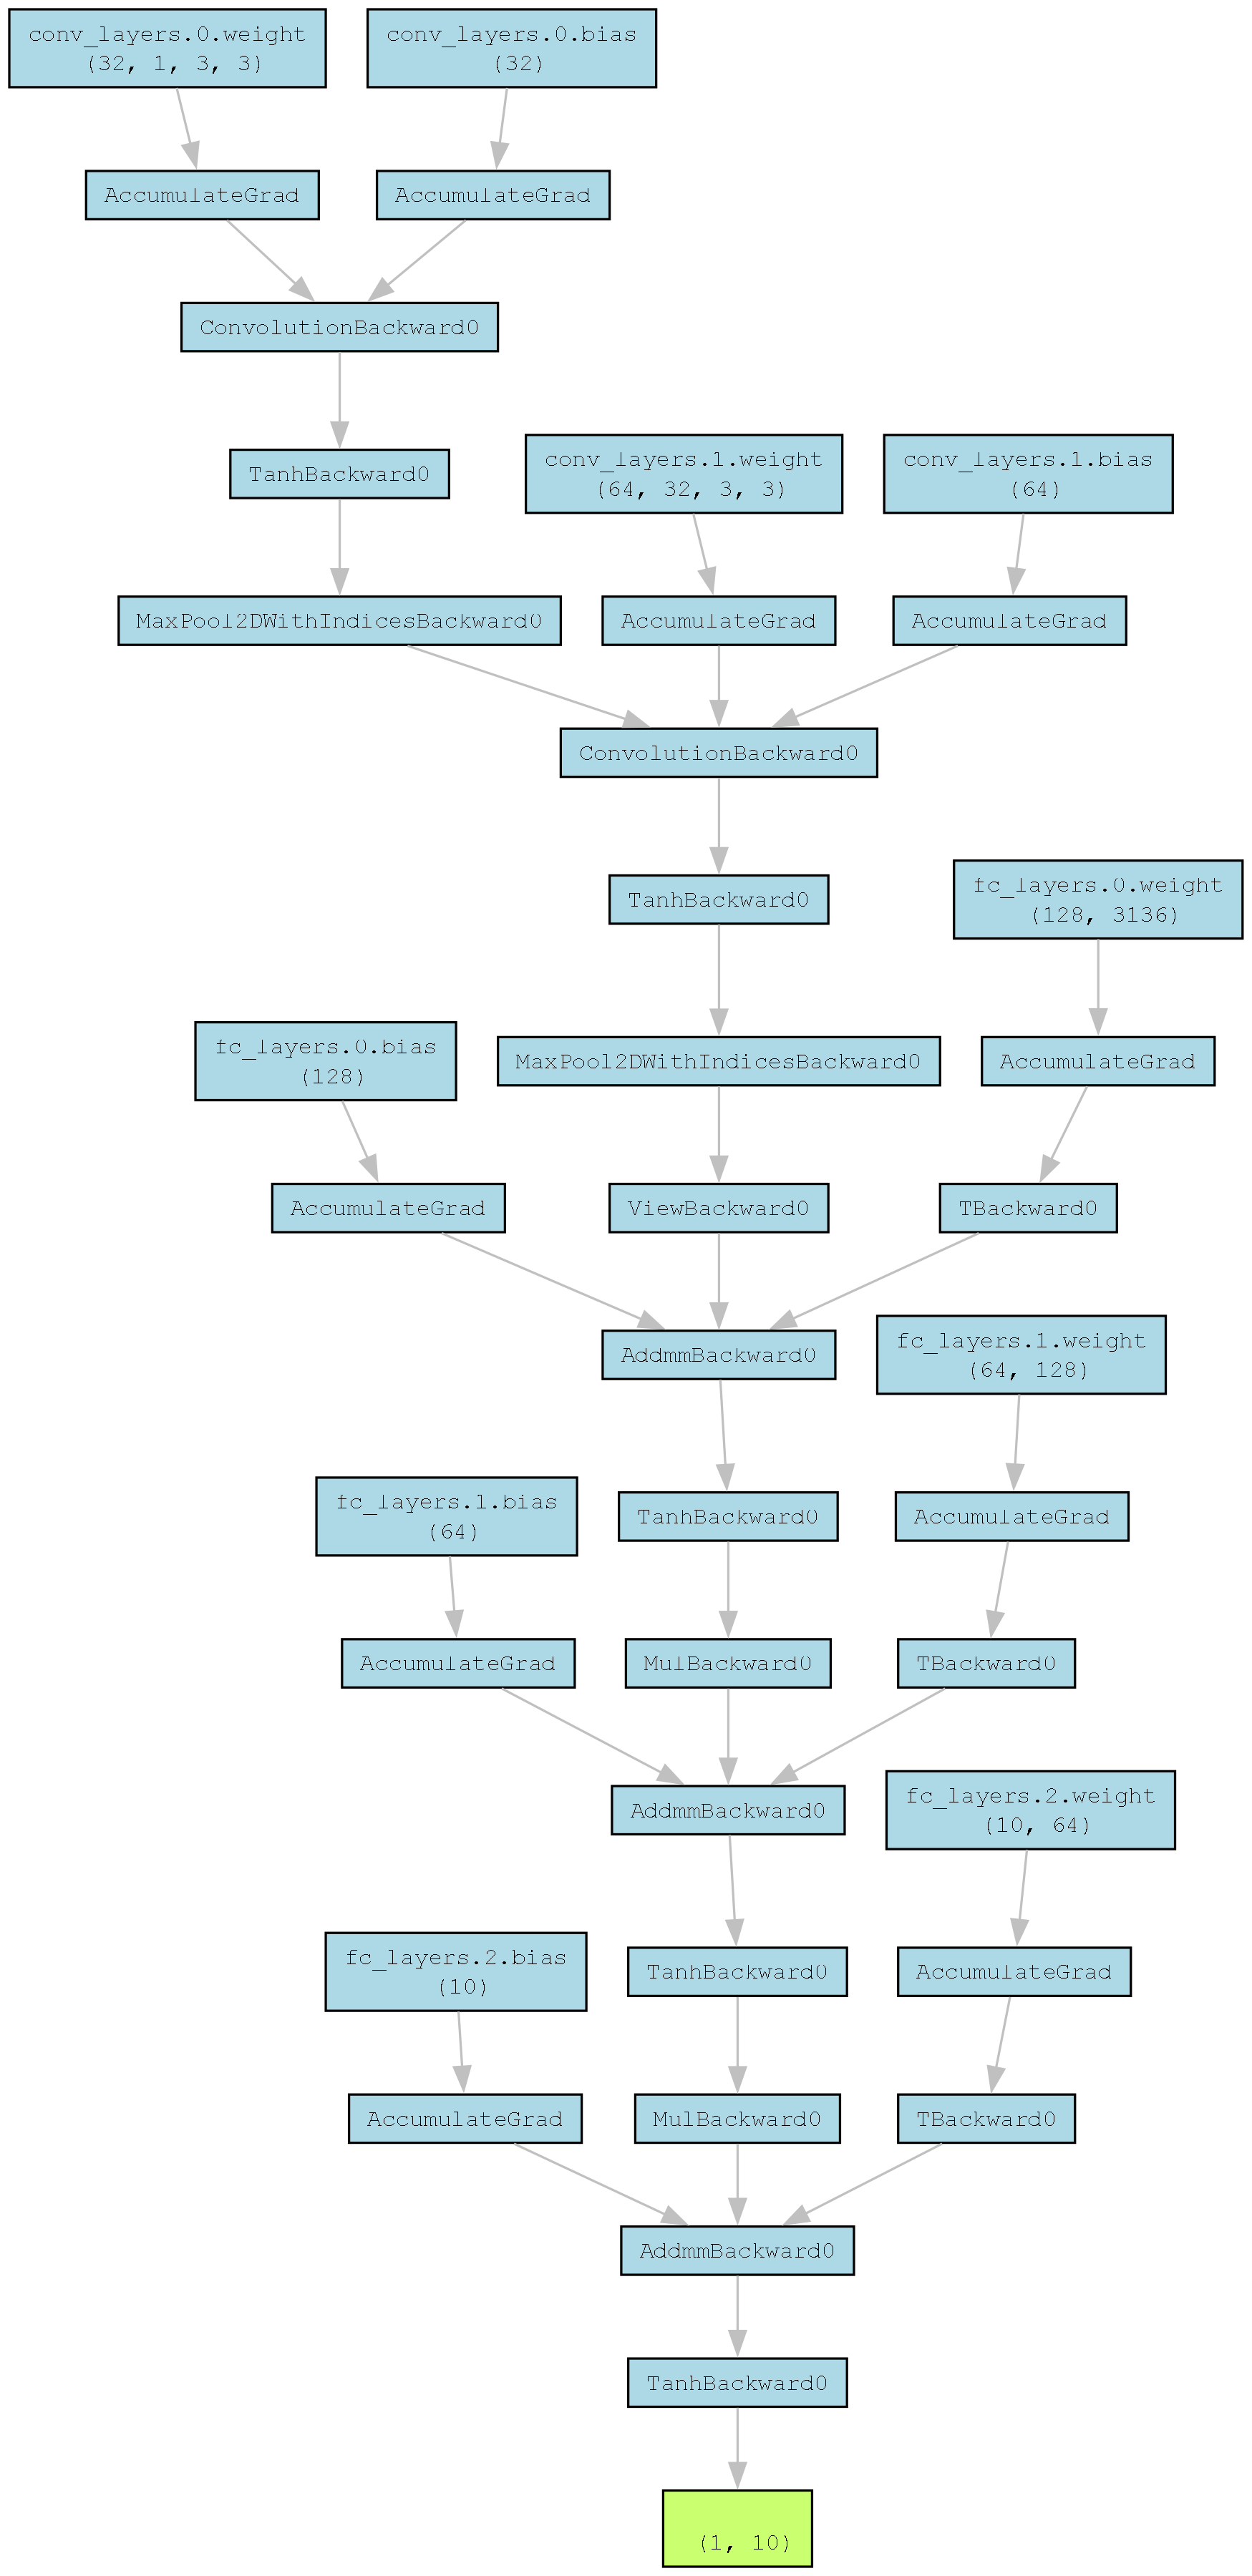 conv_layers.0.weight
(32, 1, 3, 3)
conv_layers.0.bias
(32)
AccumulateGrad
AccumulateGrad
ConvolutionBackward0
TanhBackward0
conv_layers.1.weight
(64, 32, 3, 3)
conv_layers.1.bias
(64)
MaxPool2DWithIndicesBackward0
AccumulateGrad
AccumulateGrad
ConvolutionBackward0
TanhBackward0
fc_layers.0.weight
(128, 3136)
fc_layers.0.bias
(128)
MaxPool2DWithIndicesBackward0
AccumulateGrad
AccumulateGrad
ViewBackward0
TBackward0
AddmmBackward0
fc_layers.1.weight
(64, 128)
fc_layers.1.bias
(64)
TanhBackward0
AccumulateGrad
AccumulateGrad
MulBackward0
TBackward0
AddmmBackward0
fc_layers.2.weight
(10, 64)
fc_layers.2.bias
(10)
TanhBackward0
AccumulateGrad
AccumulateGrad
MulBackward0
TBackward0
AddmmBackward0
TanhBackward0
(1, 10)